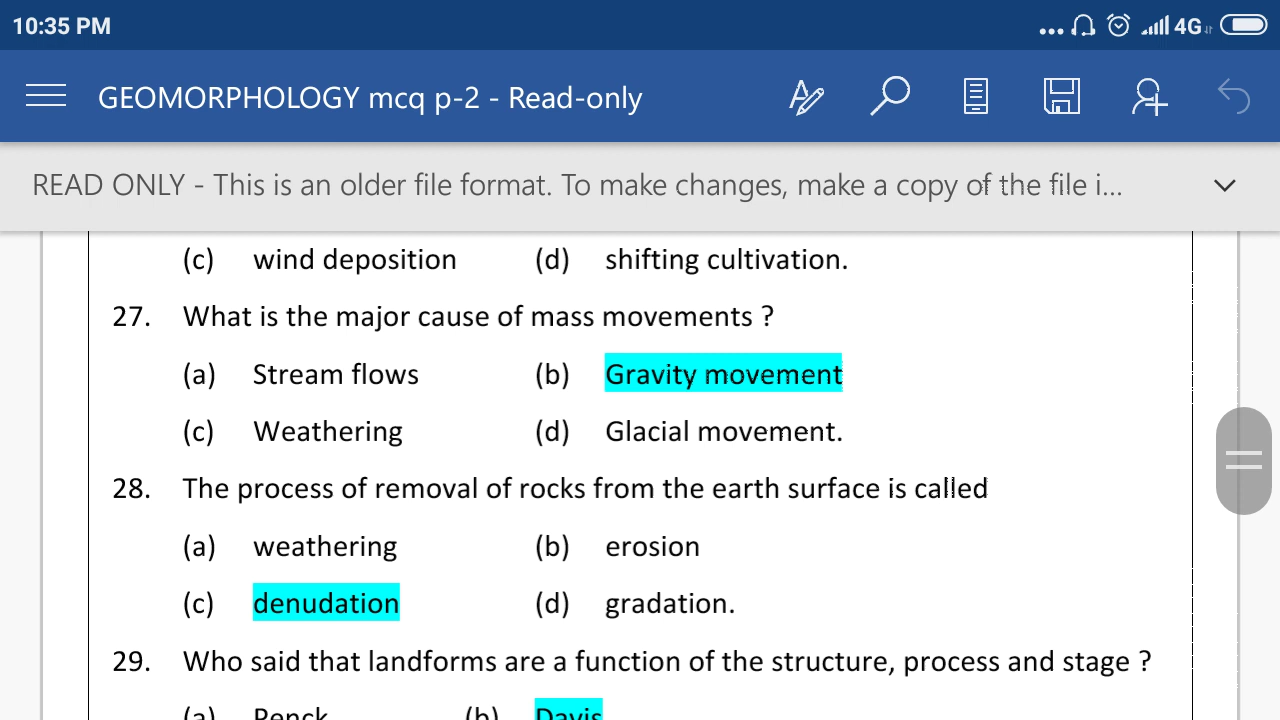 10:35 PM ... 4G
GEOMORPHOLOGY mcq p-2 - Read-only
READ ONLY - This is an older file format. To make changes, make a copy of the file i...
(c) wind deposition (d) shifting cultivation.
27. What is the major cause of mass movements ?
(a) Stream flows (b) Gravity movement
(c) Weathering (d) Glacial movement.
28. The process of removal of rocks from the earth surface is called
(a) weathering (b) erosion
(c) denudation (d) gradation.
29. Who said that landforms are a function of the structure, process and stage ?
(a) Penck (b) Davis